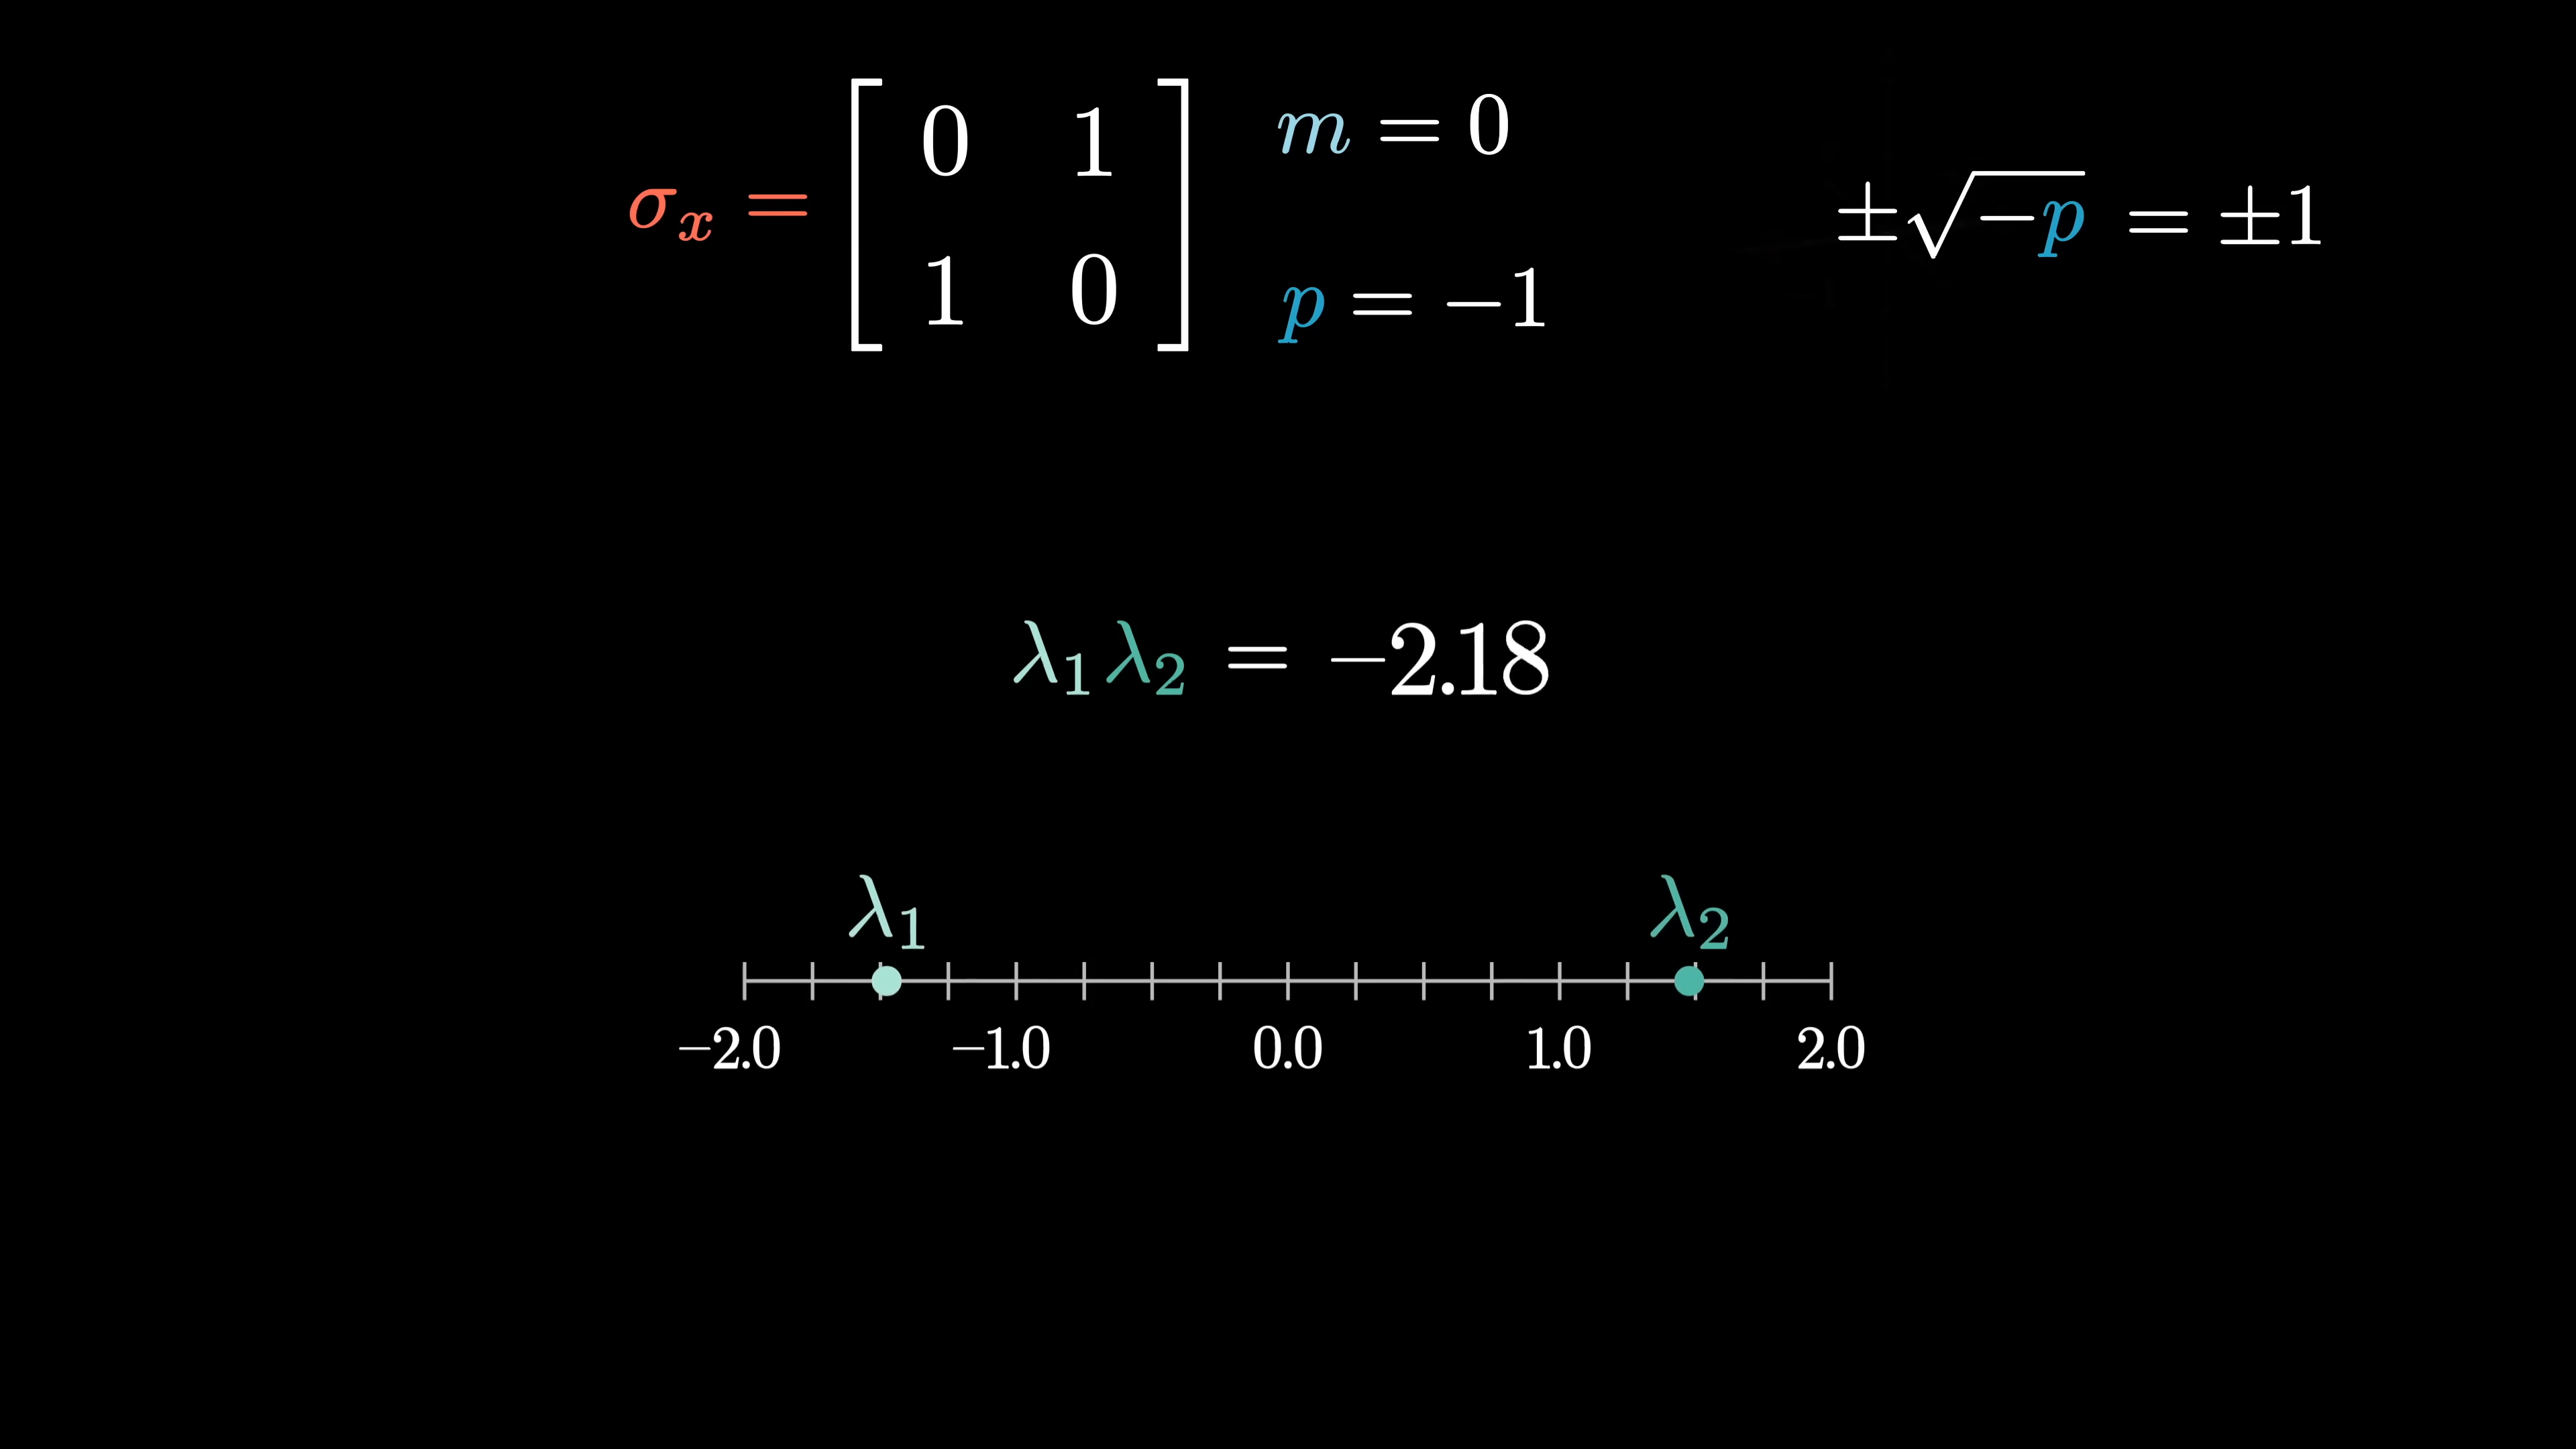 σₓ = [ 0 1
1 0 ]
m = 0
p = −1
±√−p = ±1
λ₁λ₂ = −2.18
λ₁ λ₂
−2.0 −1.0 0.0 1.0 2.0